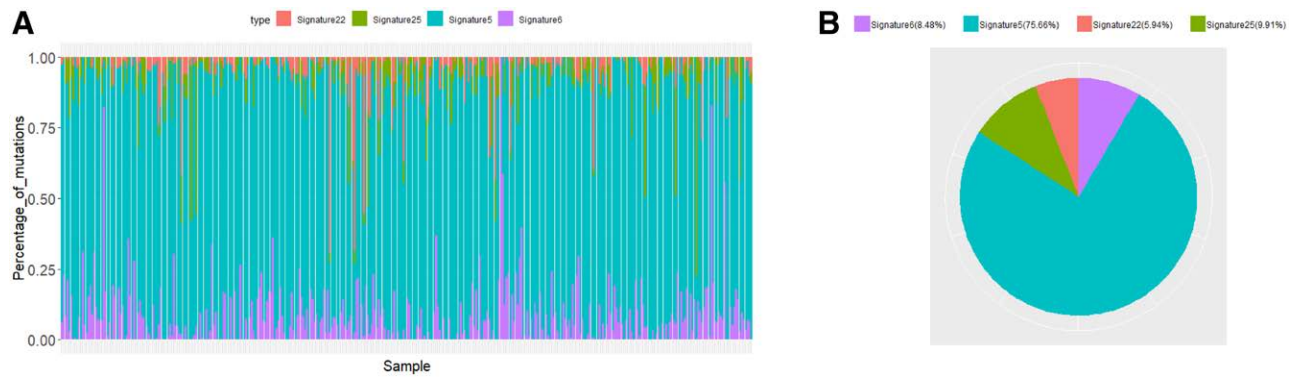 A
type Signature22 Signature25 Signature5 Signature6
Percentage_of_mutations
1.00
0.75
0.50
0.25
0.00
Sample
B
Signature6(8.48%) Signature5(75.66%) Signature22(5.94%) Signature25(9.91%)